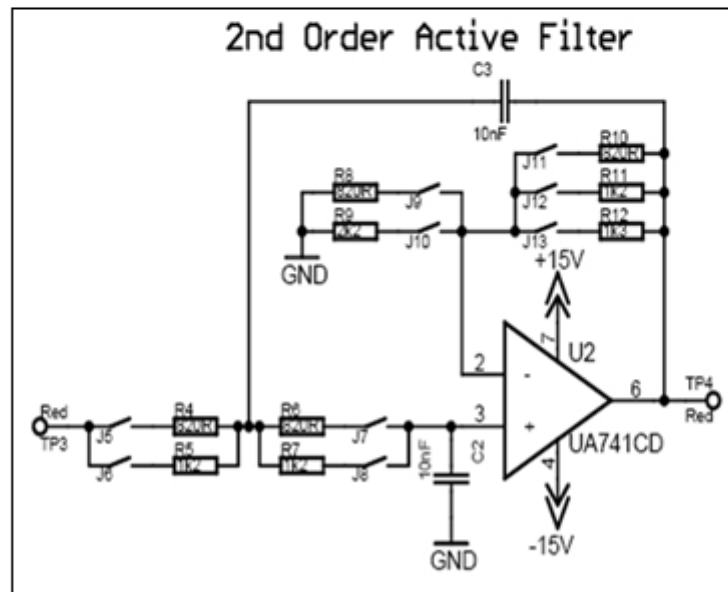 2nd Order Active Filter
C3
10nF
R10
820R
J11
R11
1k2
J12
R12
1k3
J13
R8
820R
J9
R9
2k2
J10
GND
+15V
7
U2
2
-
6
TP4
Red
3
+
UA741CD
4
-15V
Red
TP3
J5
R4
820R
J6
R5
1k2
R6
820R
J7
R7
1k2
J8
10nF
C2
GND